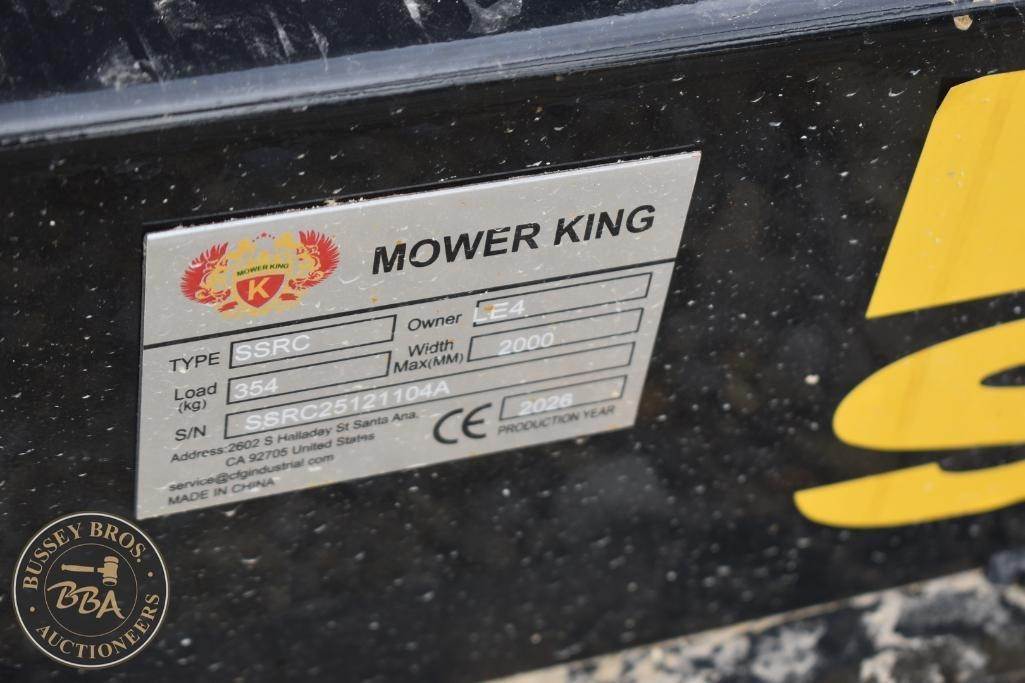 MOWER KING
K
MOWER KING
TYPE SSRC Owner LE4
Load (kg) 354 Width Max(MM) 2000
S/N SSRC25121104A
Address:2602 S Halladay St Santa Ana,
CA 92705 United States
service@cfgindustrial.com
MADE IN CHINA
CE
2026
PRODUCTION YEAR
BUSSEY BROS.
BBA
AUCTIONEERS